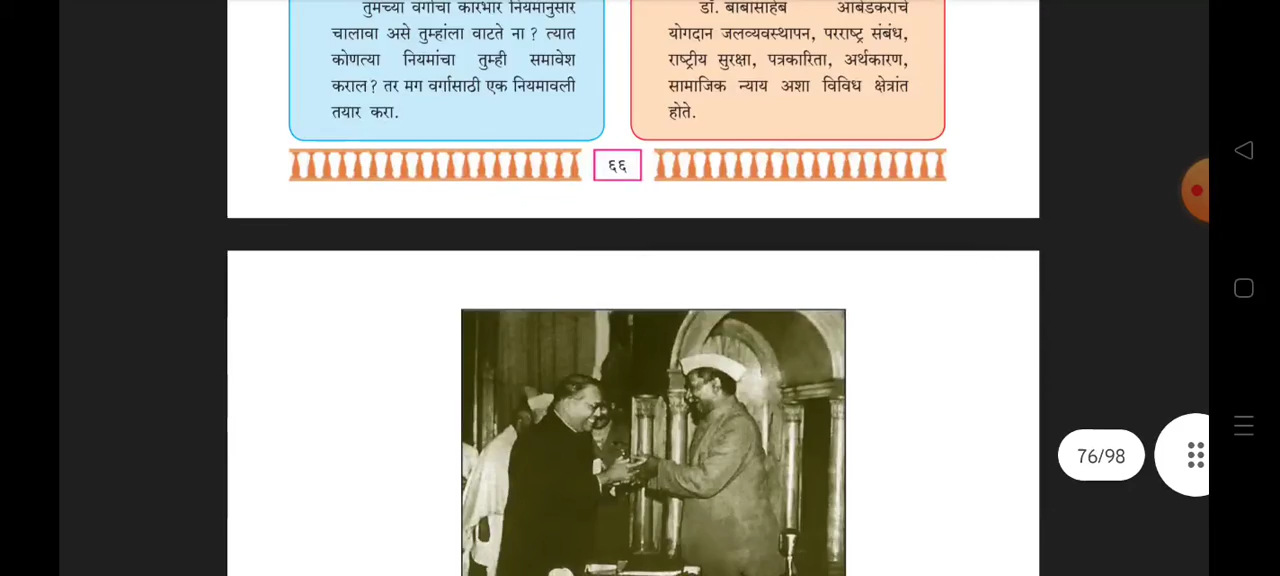 तुमच्या वर्गाचा कारभार नियमानुसार
चालावा असे तुम्हांला वाटते ना ? त्यात
कोणत्या नियमांचा तुम्ही समावेश
कराल ? तर मग वर्गासाठी एक नियमावली
तयार करा.
डॉ. बाबासाहेब आंबेडकरांचे
योगदान जलव्यवस्थापन, परराष्ट्र संबंध,
राष्ट्रीय सुरक्षा, पत्रकारिता, अर्थकारण,
सामाजिक न्याय अशा विविध क्षेत्रांत
होते.
६६
76/98